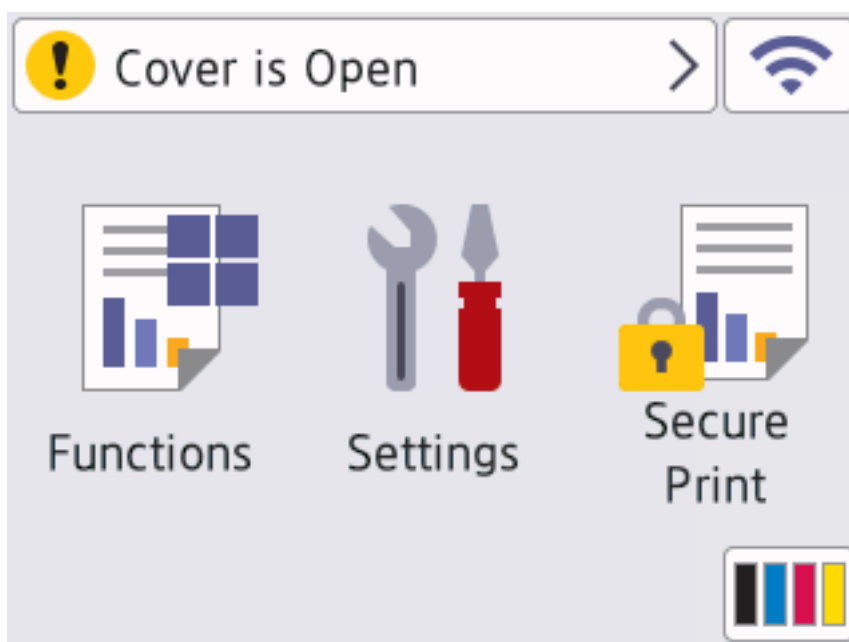 Cover is Open
Functions
Settings
Secure
Print